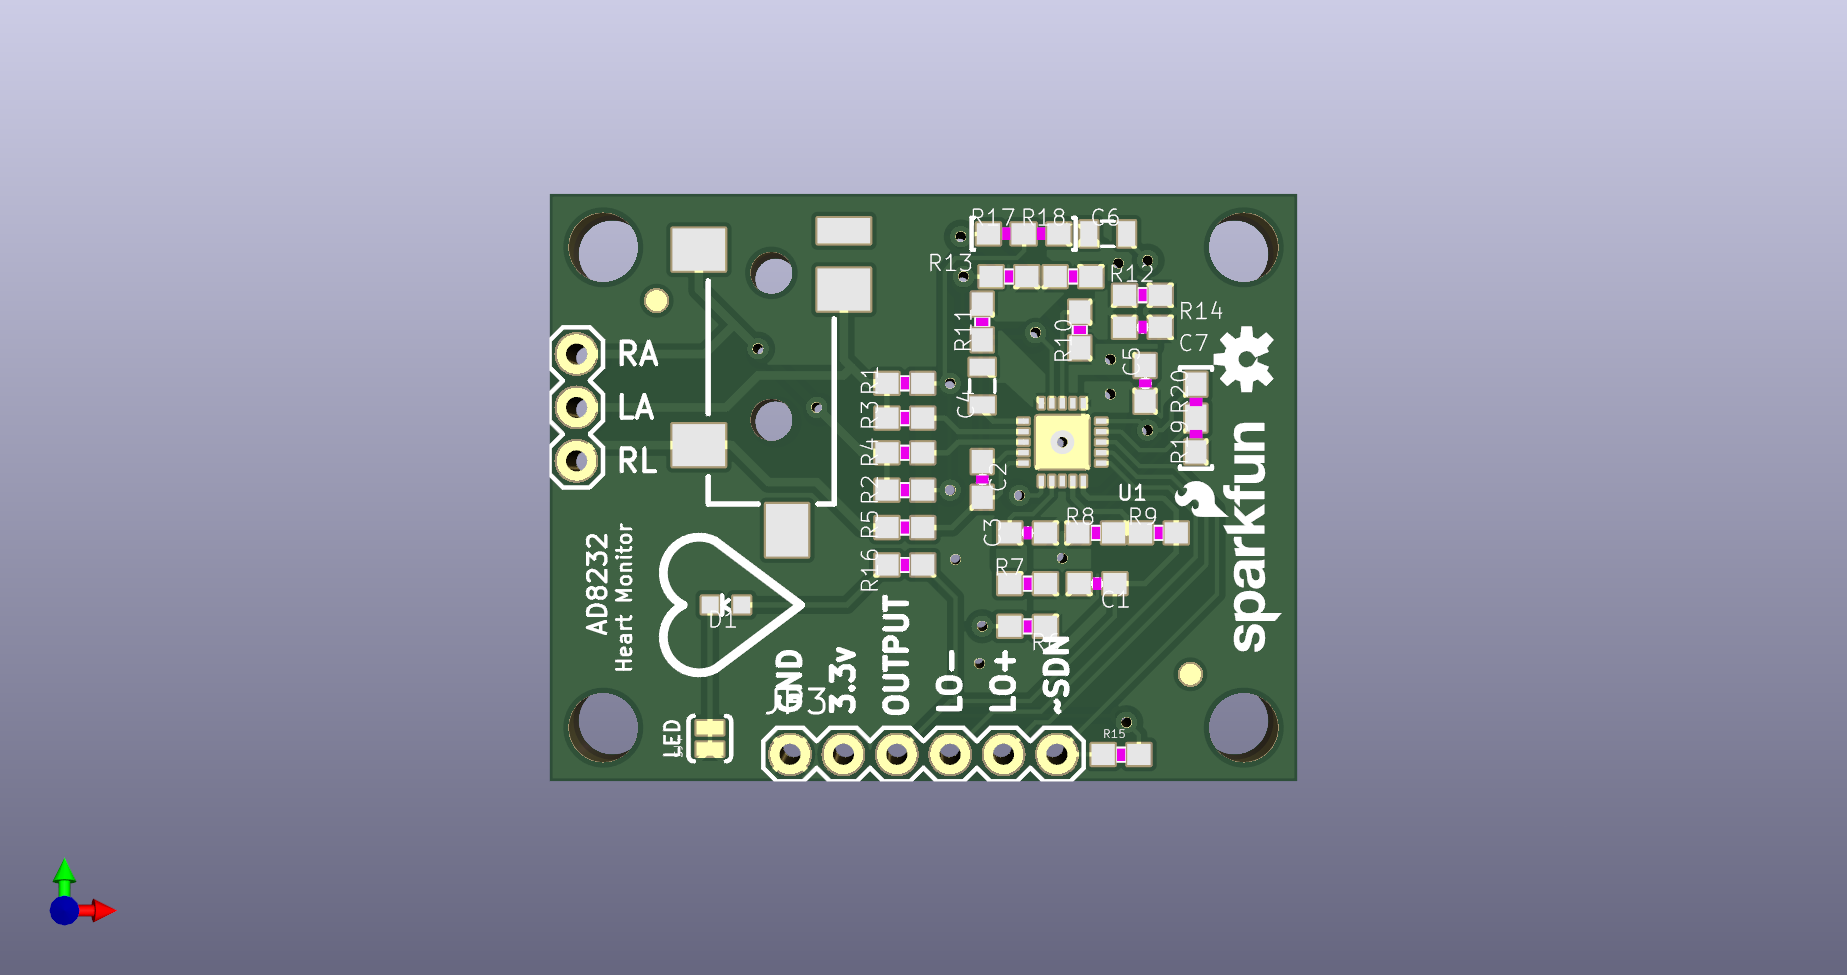 R17
R18
C6
R13
R12
R14
R11
R10
C7
C5
R1
R20
C4
R3
R19
R4
C2
R2
U1
R5
C3
R8
R9
R16
R7
C1
RA
LA
RL
AD8232
Heart Monitor
D1
sparkfun
GND
3.3v
OUTPUT
LO-
LO+
~SDN
LED
R15